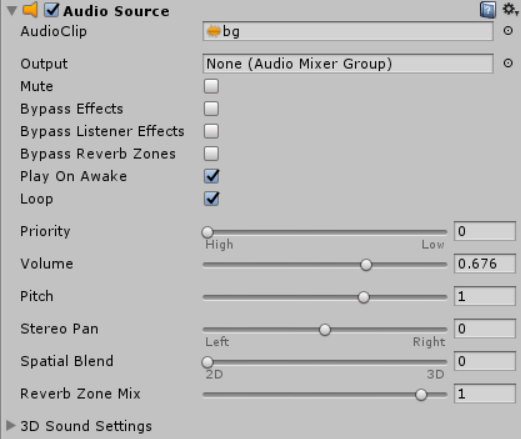 Audio Source
AudioClip bg
Output None (Audio Mixer Group)
Mute
Bypass Effects
Bypass Listener Effects
Bypass Reverb Zones
Play On Awake
Loop
Priority 0
High Low
Volume 0.676
Pitch 1
Stereo Pan 0
Left Right
Spatial Blend 0
2D 3D
Reverb Zone Mix 1
3D Sound Settings